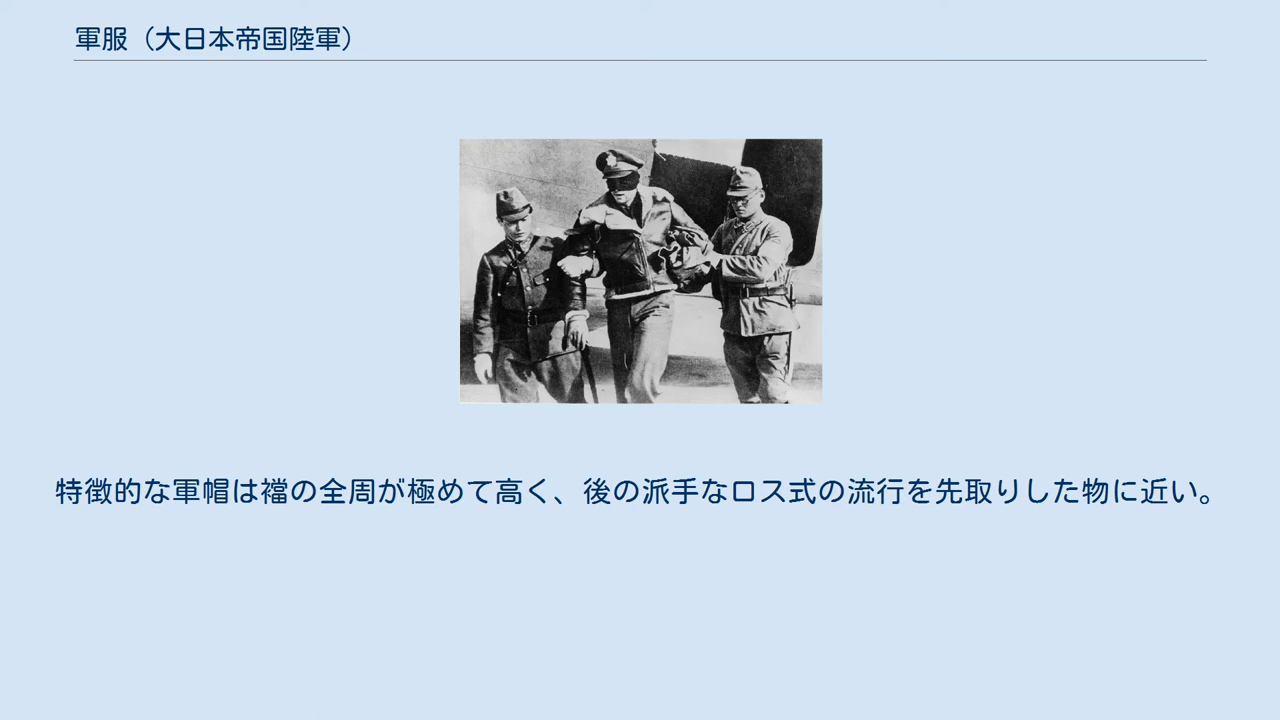 軍服（大日本帝国陸軍）
特徴的な軍帽は襠の全周が極めて高く、後の派手なロス式の流行を先取りした物に近い。